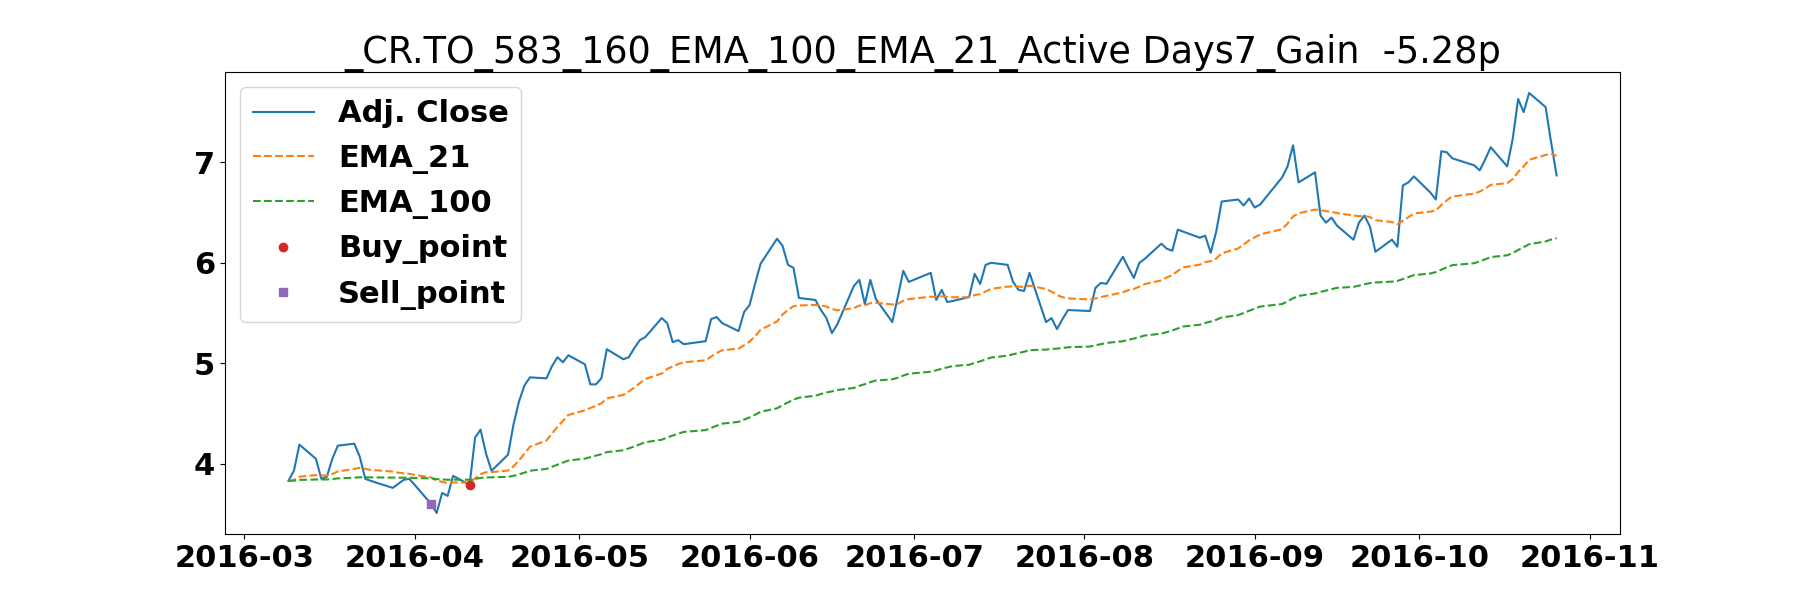 _CR.TO_583_160_EMA_100_EMA_21_Active Days7_Gain  -5.28p
Adj. Close
EMA_21
EMA_100
Buy_point
Sell_point
7
6
5
4
2016-03 2016-04 2016-05 2016-06 2016-07 2016-08 2016-09 2016-10 2016-11